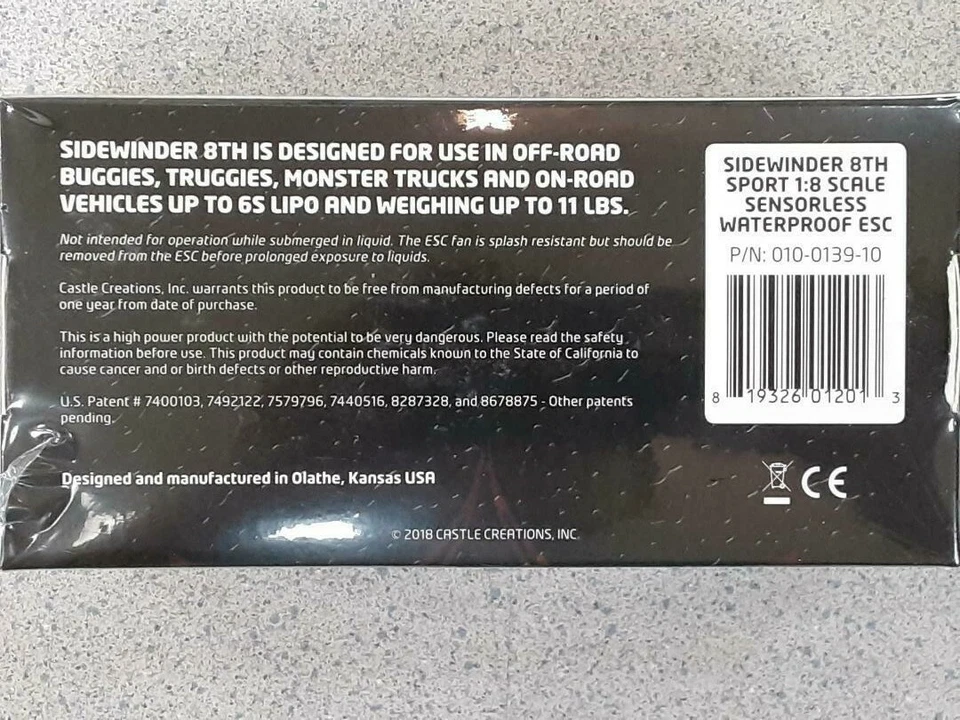 SIDEWINDER 8TH IS DESIGNED FOR USE IN OFF-ROAD
BUGGIES, TRUGGIES, MONSTER TRUCKS AND ON-ROAD
VEHICLES UP TO 6S LIPO AND WEIGHING UP TO 11 LBS.
Not intended for operation while submerged in liquid. The ESC fan is splash resistant but should be
removed from the ESC before prolonged exposure to liquids.
Castle Creations, Inc. warrants this product to be free from manufacturing defects for a period of
one year from date of purchase.
This is a high power product with the potential to be very dangerous. Please read the safety
information before use. This product may contain chemicals known to the State of California to
cause cancer and or birth defects or other reproductive harm.
U.S. Patent # 7400103, 7492122, 7579796, 7440516, 8287328, and 8678875 - Other patents
pending.
Designed and manufactured in Olathe, Kansas USA
© 2018 CASTLE CREATIONS, INC.
SIDEWINDER 8TH
SPORT 1:8 SCALE
SENSORLESS
WATERPROOF ESC
P/N: 010-0139-10
8 19326 01201 3
CE